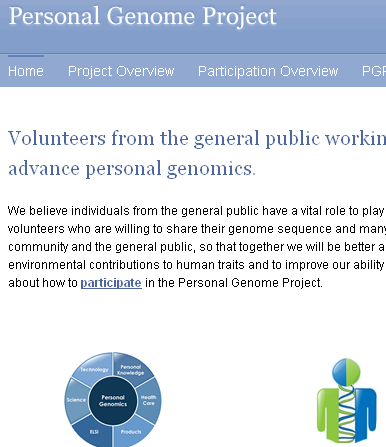 Personal Genome Project
Home Project Overview Participation Overview PGP
Volunteers from the general public workin
advance personal genomics.
We believe individuals from the general public have a vital role to play
volunteers who are willing to share their genome sequence and many
community and the general public, so that together we will be better a
environmental contributions to human traits and to improve our ability
about how to participate in the Personal Genome Project.
Technology
Personal
Knowledge
Science
Personal
Genomics
Health
Care
ELSI
Products